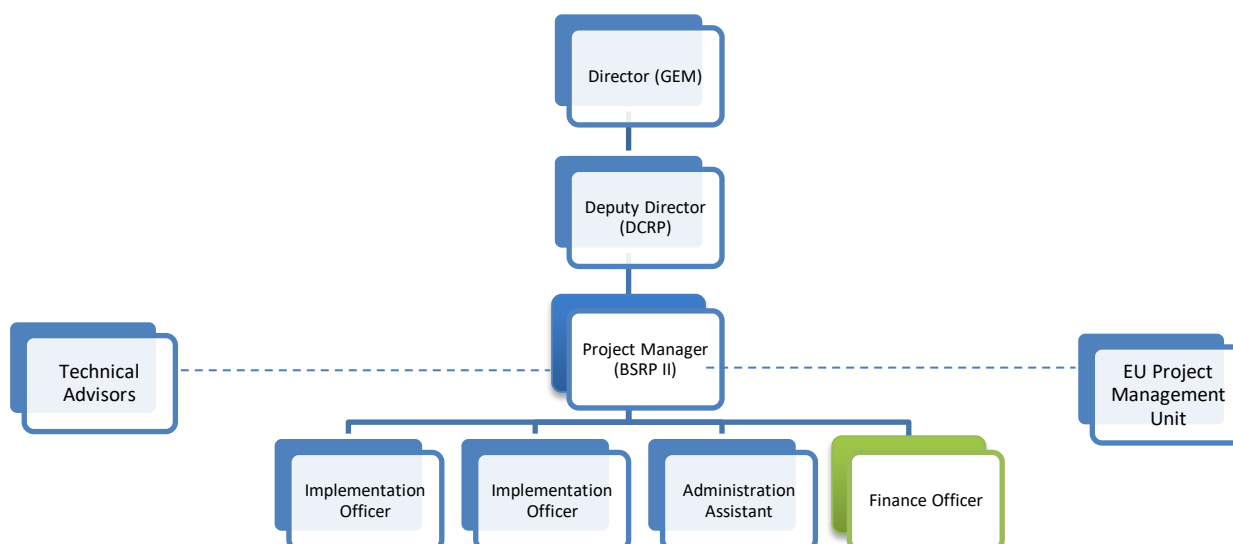 Director (GEM)
Deputy Director
(DCRP)
Project Manager
(BSRP II)
Technical
Advisors
EU Project
Management
Unit
Implementation
Officer
Implementation
Officer
Administration
Assistant
Finance Officer